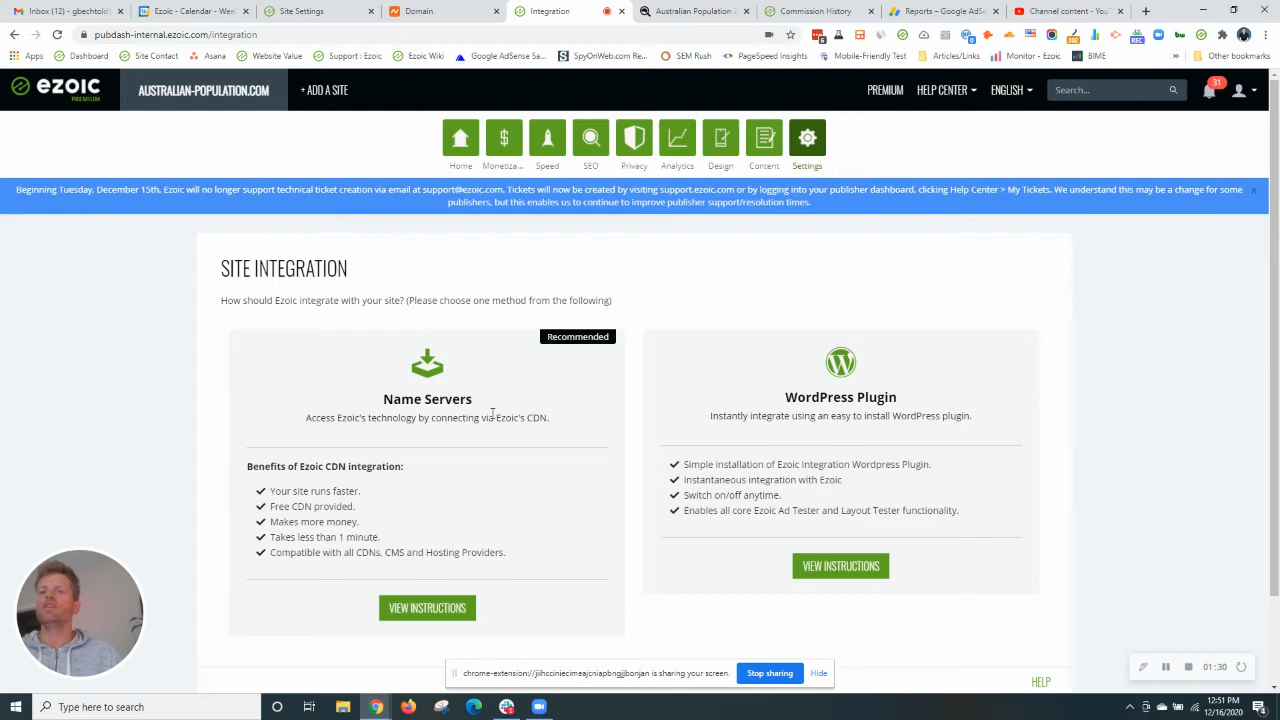 Inbox (10) - gbechtold
Ezoic - Calendar - Week
Ezoic Settings
Domain
Integration
Australian Population 2
Commission History
Reports – Google AdSe
Channel content - YouT
pubdash-internal.ezoic.com/integration
Apps
Dashboard
Site Contact
Asana
Website Value
Support : Ezoic
Ezoic Wiki
Google AdSense Sa...
SpyOnWeb.com Re...
SEM Rush
PageSpeed Insights
Mobile-Friendly Test
Articles/Links
Monitor - Ezoic
BIME
»
Other bookmarks
ezoic
PREMIUM
AUSTRALIAN-POPULATION.COM
+ ADD A SITE
PREMIUM
HELP CENTER
ENGLISH
Search...
31
Home
Monetiza...
Speed
SEO
Privacy
Analytics
Design
Content
Settings
Beginning Tuesday, December 15th, Ezoic will no longer support technical ticket creation via email at support@ezoic.com. Tickets will now be created by visiting support.ezoic.com or by logging into your publisher dashboard, clicking Help Center > My Tickets. We understand this may be a change for some
publishers, but this enables us to continue to improve publisher support/resolution times.
SITE INTEGRATION
How should Ezoic integrate with your site? (Please choose one method from the following)
Recommended
Name Servers
Access Ezoic's technology by connecting via Ezoic's CDN.
Benefits of Ezoic CDN integration:
Your site runs faster.
Free CDN provided.
Makes more money.
Takes less than 1 minute.
Compatible with all CDNs, CMS and Hosting Providers.
VIEW INSTRUCTIONS
WordPress Plugin
Instantly integrate using an easy to install WordPress plugin.
Simple installation of Ezoic Integration Wordpress Plugin.
Instantaneous integration with Ezoic
Switch on/off anytime.
Enables all core Ezoic Ad Tester and Layout Tester functionality.
VIEW INSTRUCTIONS
chrome-extension://jiihcciniecimeajcniapbngjjbonjan is sharing your screen.
Stop sharing
Hide
01:30
HELP
Type here to search
12:51 PM
12/16/2020
4